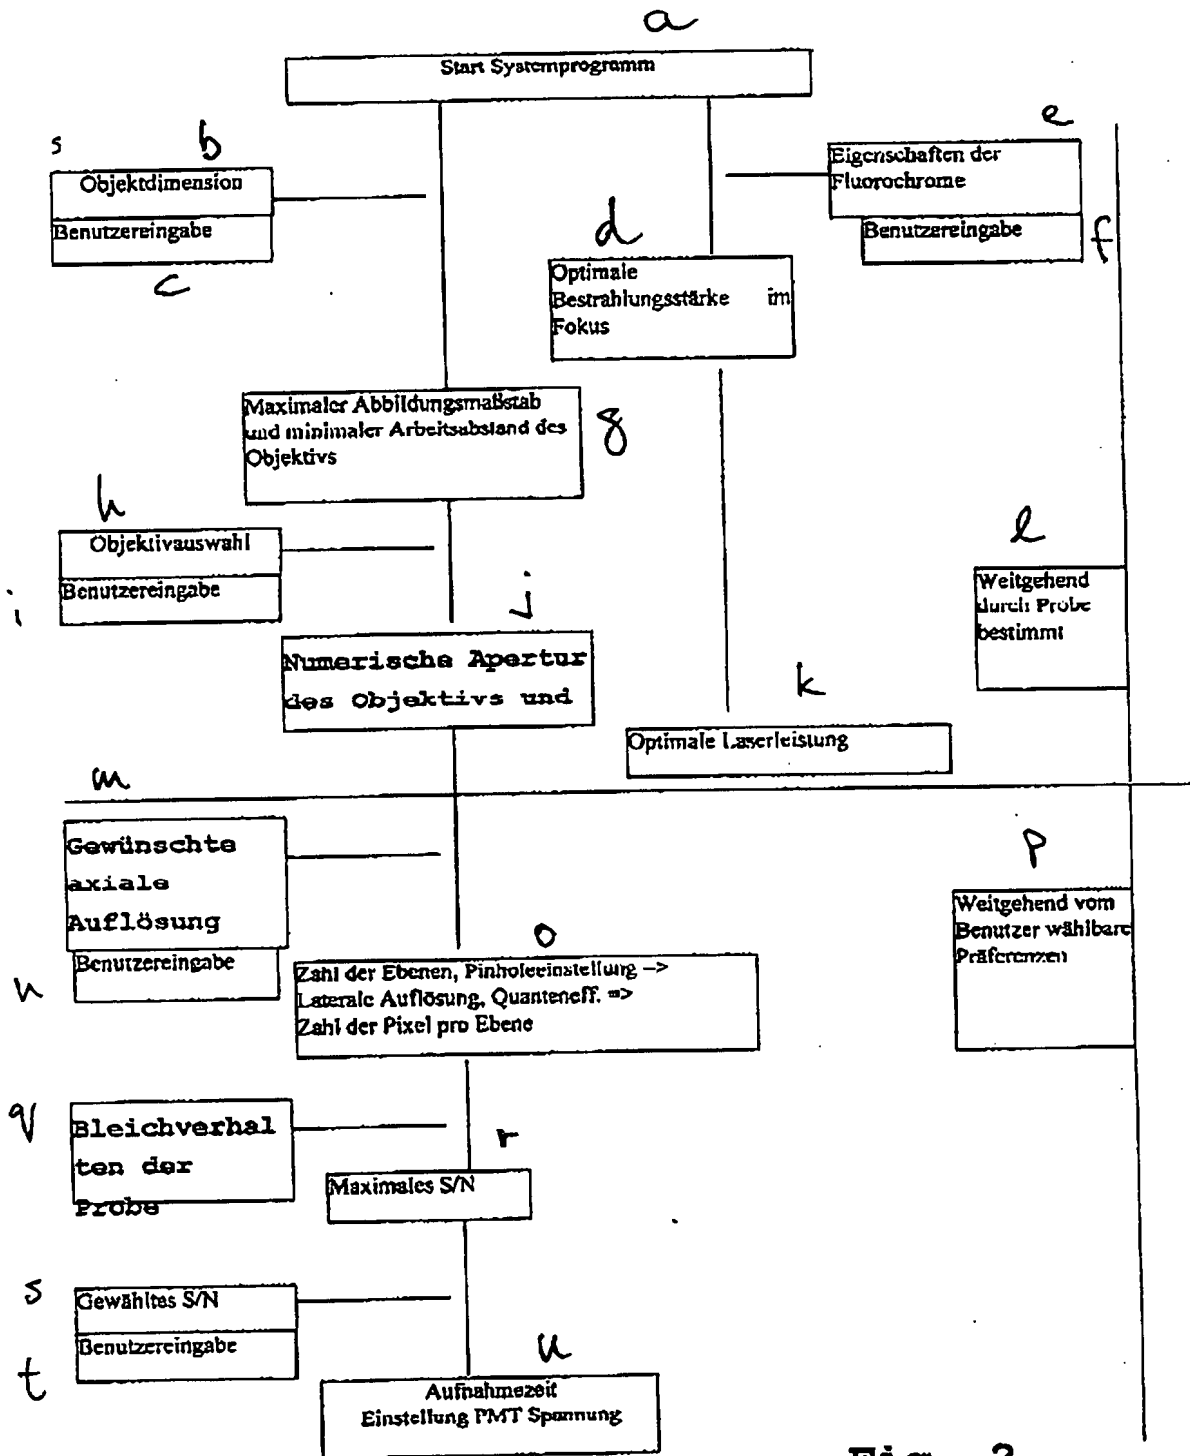 a
Start Systemprogramm
s
b
Objektdimension
Benutzereingabe
c
d
Optimale
Bestrahlungsstärke im
Fokus
e
Eigenschaften der
Fluorochrome
Benutzereingabe
f
Maximaler Abbildungsmaßstab
und minimaler Arbeitsabstand des
Objektivs
g
h
Objektivauswahl
Benutzereingabe
i
j
Numerische Apertur
des Objektivs und
k
Optimale Laserleistung
l
Weitgehend
durch Probe
bestimmt
m
Gewünschte
axiale
Auflösung
Benutzereingabe
n
o
Zahl der Ebenen, Pinholeeinstellung –>
Laterale Auflösung, Quanteneff. =>
Zahl der Pixel pro Ebene
p
Weitgehend vom
Benutzer wählbare
Präferenzen
q
Bleichverhal
ten der
Probe
r
Maximales S/N
s
Gewähltes S/N
Benutzereingabe
t
u
Aufnahmezeit
Einstellung PMT Spannung